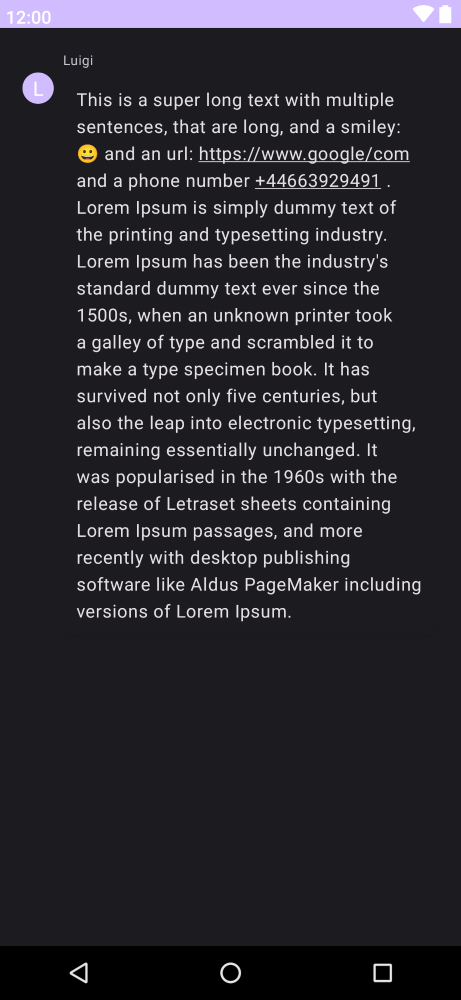 12:00
Luigi
L
This is a super long text with multiple
sentences, that are long, and a smiley:
😀 and an url: https://www.google/com
and a phone number +44663929491 .
Lorem Ipsum is simply dummy text of
the printing and typesetting industry.
Lorem Ipsum has been the industry's
standard dummy text ever since the
1500s, when an unknown printer took
a galley of type and scrambled it to
make a type specimen book. It has
survived not only five centuries, but
also the leap into electronic typesetting,
remaining essentially unchanged. It
was popularised in the 1960s with the
release of Letraset sheets containing
Lorem Ipsum passages, and more
recently with desktop publishing
software like Aldus PageMaker including
versions of Lorem Ipsum.